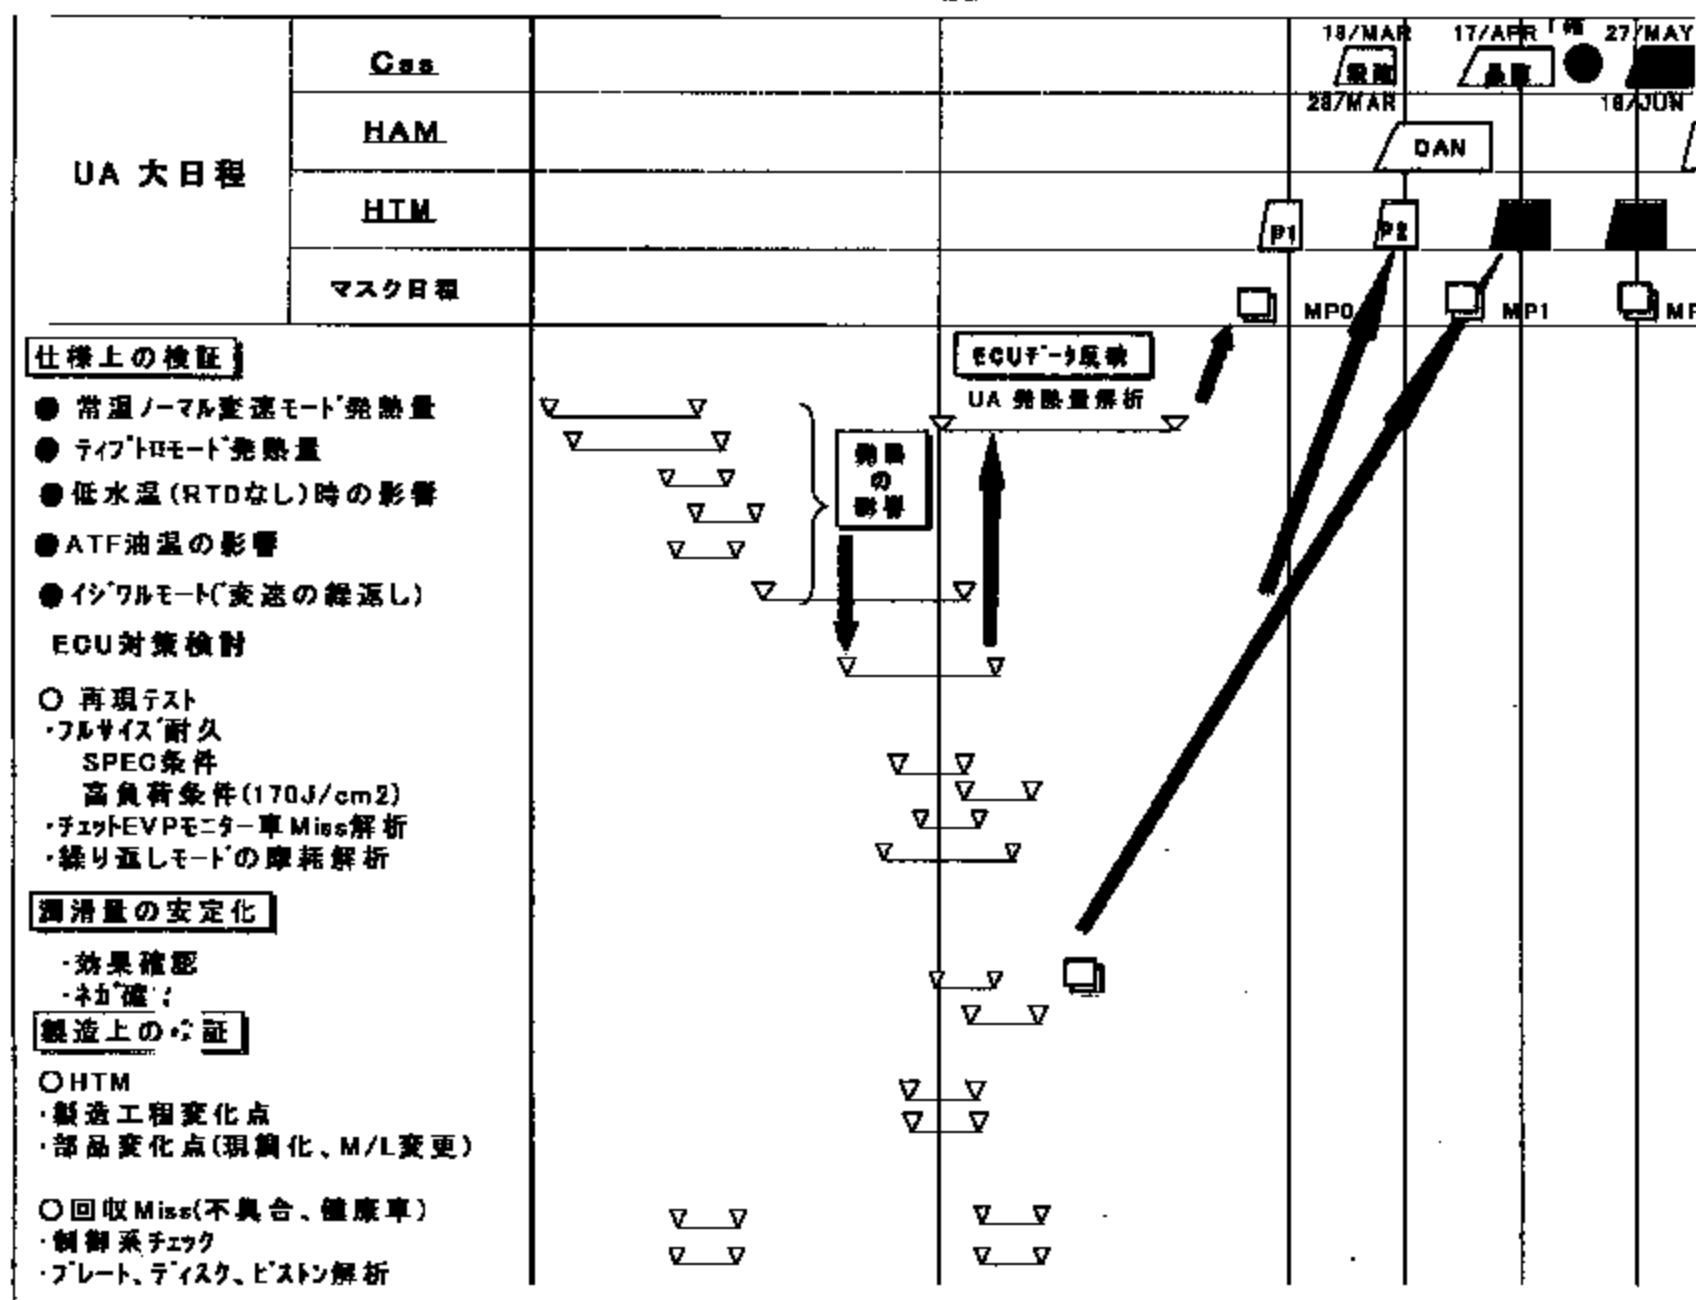 18/MAR 17/APR 27/MAY
Css
28/MAR 16/JUN
HAM
DAN
UA 大日程
HTM
P1 P2
マスク日程
MP0 MP1 MP
仕様上の検証
ECUデータ反映
● 常温ノーマル変速モード発熱量
UA 発熱量解析
● ティプトロモード発熱量
の
影響
●低水温(RTDなし)時の影響
●ATF油温の影響
●イジワルモード(変速の繰返し)
ECU対策検討
○ 再現テスト
・フルサイズ耐久
SPEC条件
高負荷条件(170J/cm2)
・チェットEVPモニター車Miss解析
・繰り返しモードの摩耗解析
潤滑量の安定化
・効果確認
・ネガ確
製造上の 証
○HTM
・製造工程変化点
・部品変化点(現調化、M/L変更)
○回収Miss(不具合、健康車)
・制御系チェック
・プレート、ディスク、ピストン解析